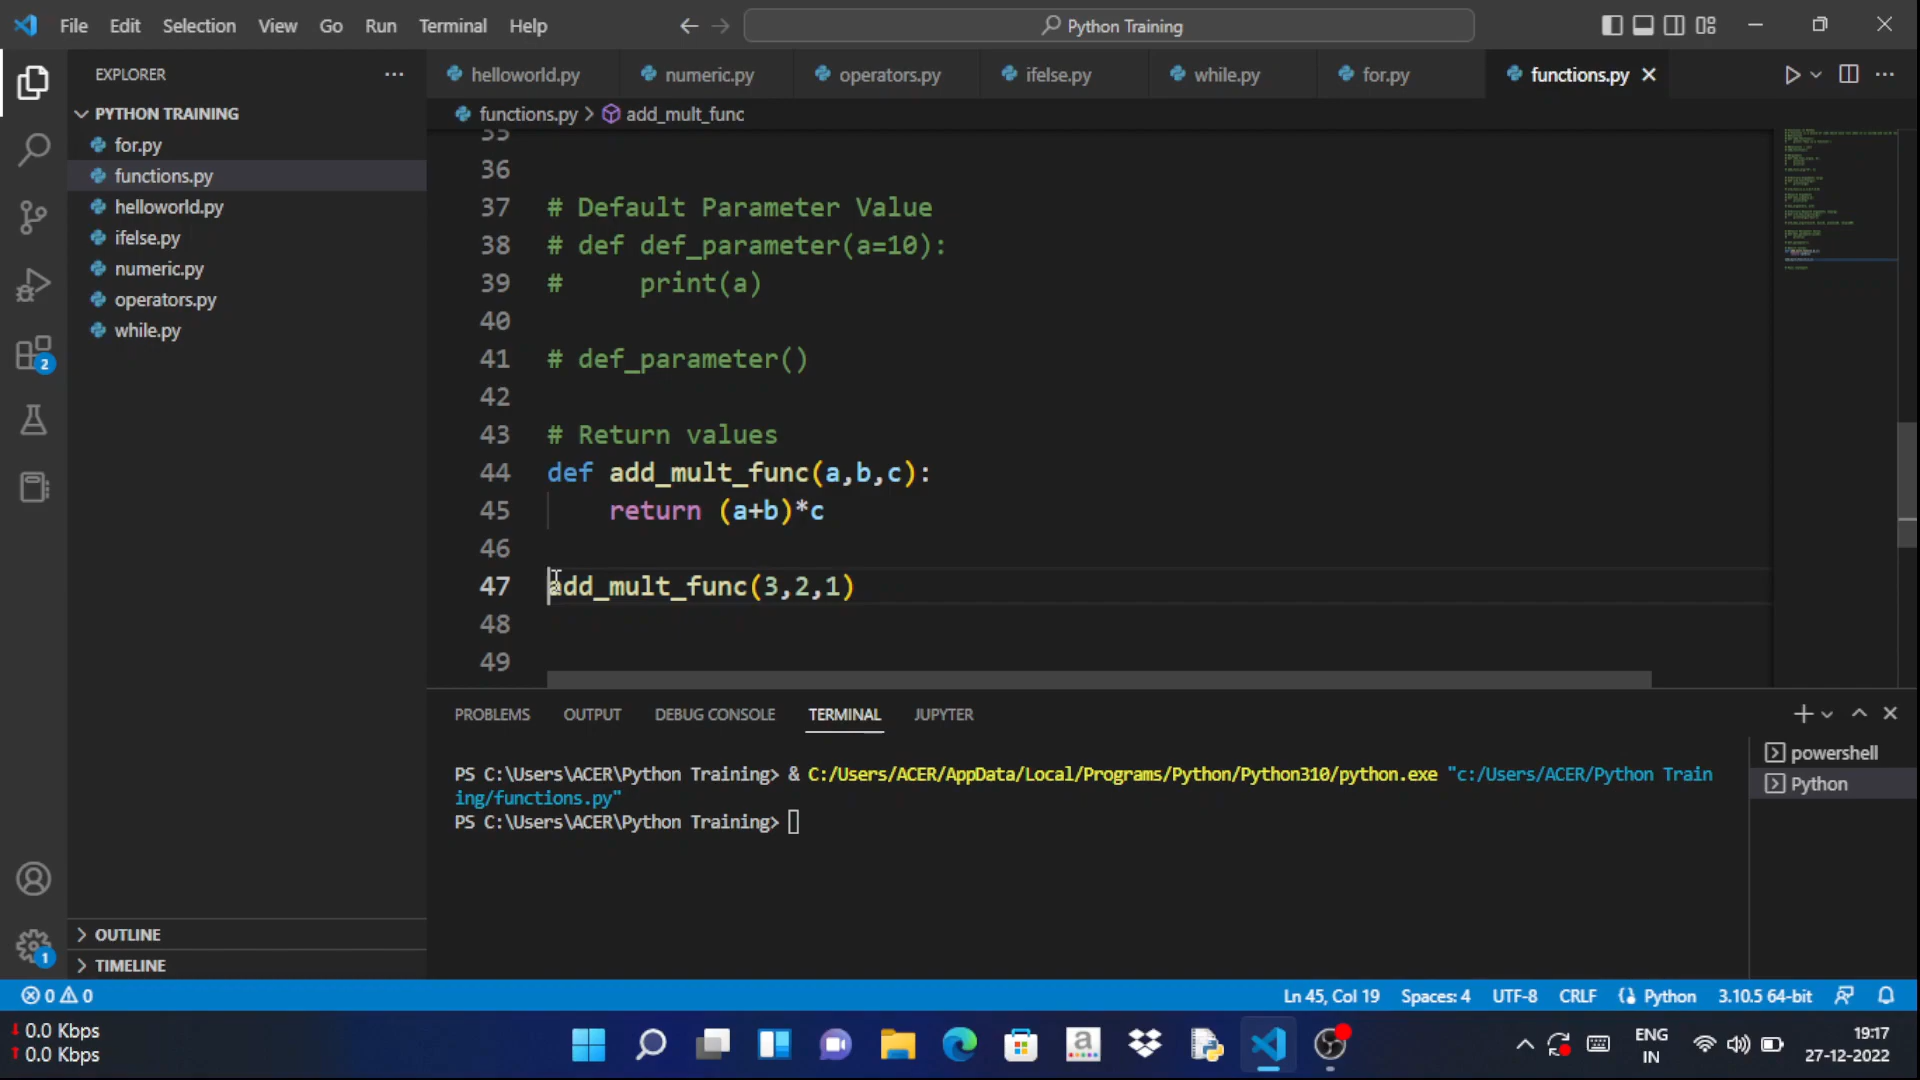 File Edit Selection View Go Run Terminal Help
Python Training
EXPLORER
helloworld.py numeric.py operators.py ifelse.py while.py for.py functions.py
PYTHON TRAINING
functions.py > add_mult_func
for.py
functions.py
helloworld.py
ifelse.py
numeric.py
operators.py
while.py
2
35
36
37 # Default Parameter Value
38 # def def_parameter(a=10):
39 #     print(a)
40
41 # def_parameter()
42
43 # Return values
44 def add_mult_func(a,b,c):
45     return (a+b)*c
46
47 add_mult_func(3,2,1)
48
49
PROBLEMS OUTPUT DEBUG CONSOLE TERMINAL JUPYTER
PS C:\Users\ACER\Python Training> & C:/Users/ACER/AppData/Local/Programs/Python/Python310/python.exe "c:/Users/ACER/Python Train
ing/functions.py"
PS C:\Users\ACER\Python Training>
powershell
Python
OUTLINE
TIMELINE
1
0 0
Ln 45, Col 19 Spaces: 4 UTF-8 CRLF Python 3.10.5 64-bit
0.0 Kbps
0.0 Kbps
a
ENG
IN
19:17
27-12-2022